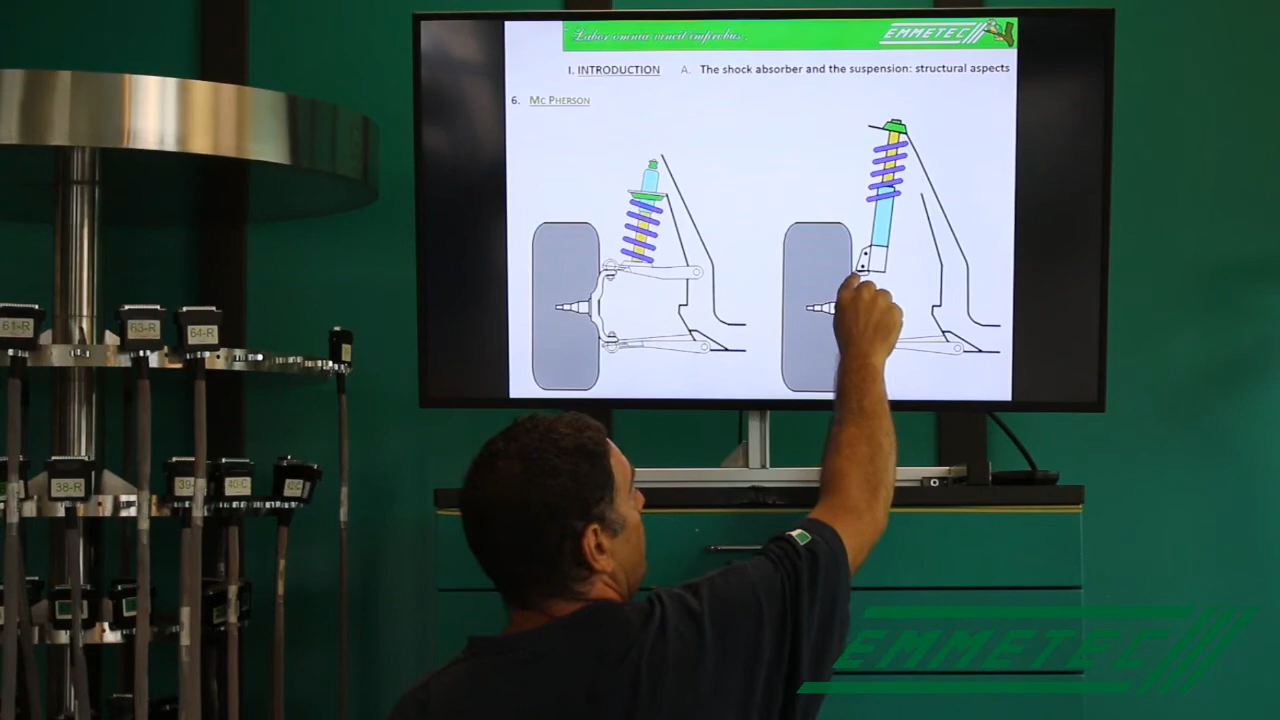 Labor omnia vincit improbus.
EMMETEC
I. INTRODUCTION A. The shock absorber and the suspension: structural aspects
6. MC PHERSON
61-R
63-R
64-R
38-R
39-
40-C
EMMETEC